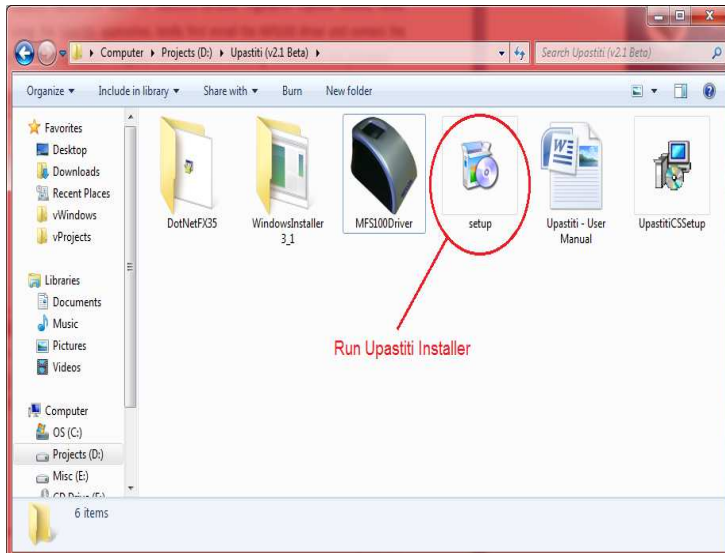 Computer ▸ Projects (D:) ▸ Upastiti (v2.1 Beta) ▸
Search Upastiti (v2.1 Beta)
Organize ▾ Include in library ▾ Share with ▾ Burn New folder
Favorites
Desktop
Downloads
Recent Places
vWindows
vProjects
Libraries
Documents
Music
Pictures
Videos
Computer
OS (C:)
Projects (D:)
Misc (E:)
DotNetFX35
WindowsInstaller
3_1
MFS100Driver
setup
Upastiti - User
Manual
UpastitiCSSetup
Run Upastiti Installer
6 items